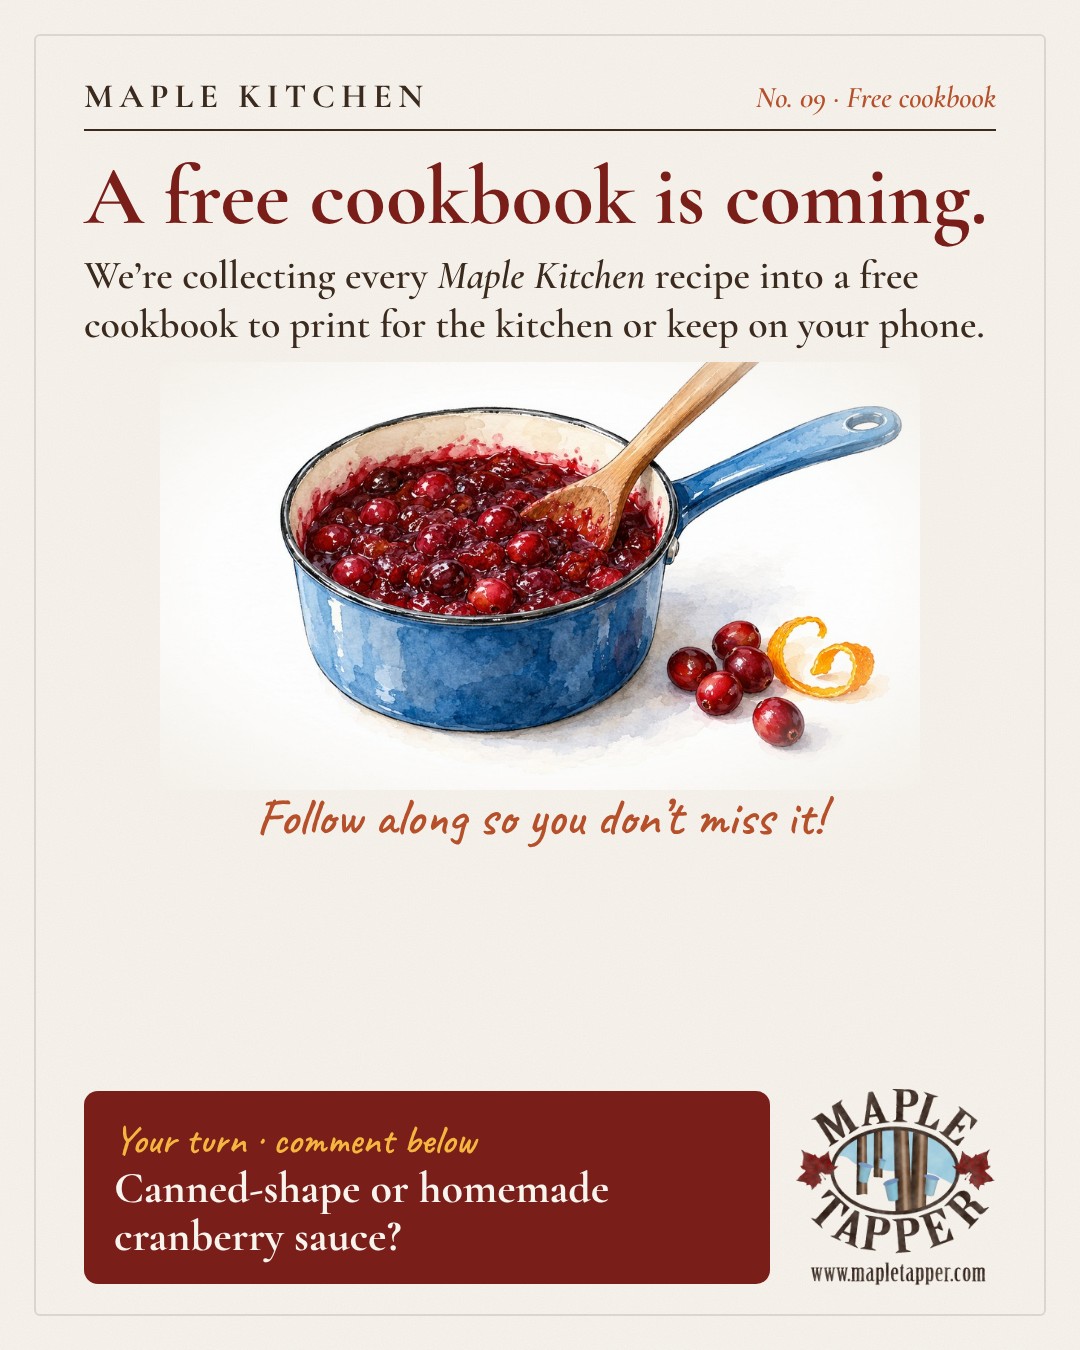 MAPLE KITCHEN
No. 09 · Free cookbook
A free cookbook is coming.
We’re collecting every Maple Kitchen recipe into a free
cookbook to print for the kitchen or keep on your phone.
Follow along so you don’t miss it!
Your turn · comment below
Canned-shape or homemade
cranberry sauce?
MAPLE
TAPPER
www.mapletapper.com